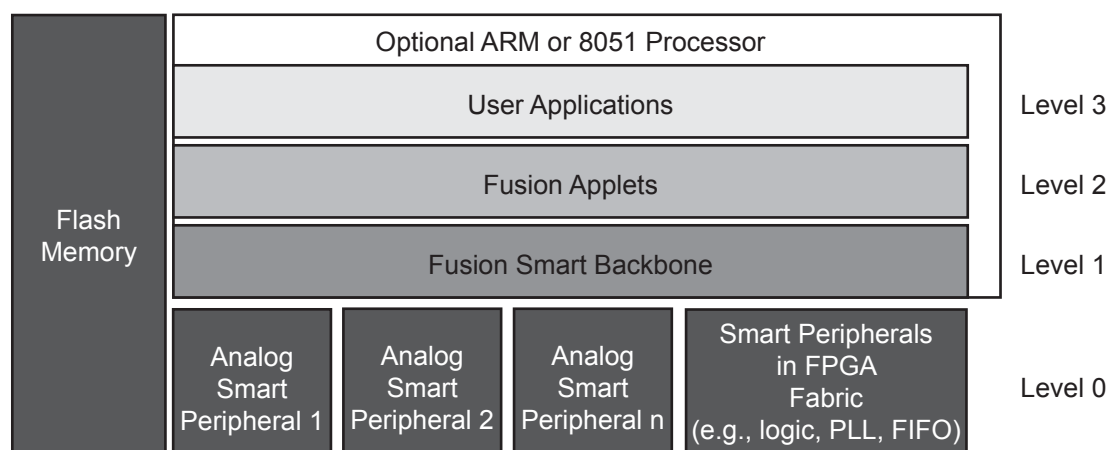 Optional ARM or 8051 Processor
User Applications
Level 3
Fusion Applets
Level 2
Flash
Memory
Fusion Smart Backbone
Level 1
Analog
Smart
Peripheral 1
Analog
Smart
Peripheral 2
Analog
Smart
Peripheral n
Smart Peripherals
in FPGA
Fabric
(e.g., logic, PLL, FIFO)
Level 0